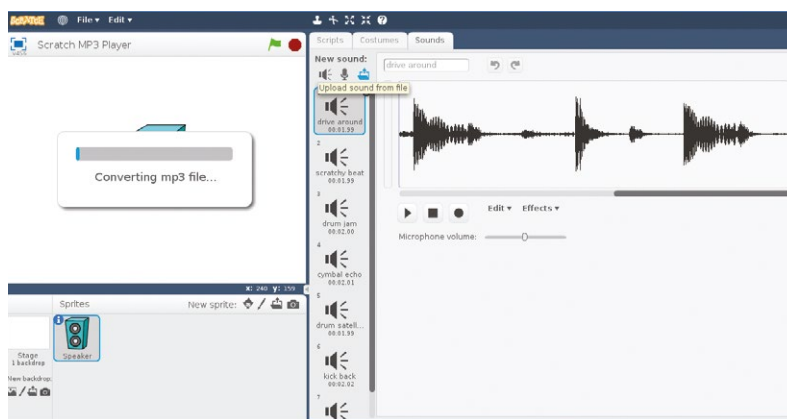 SCRATCH File Edit
Scratch MP3 Player
Converting mp3 file...
x: 240 y:
Sprites New sprite:
Stage
1 backdrop
New backdrop:
Speaker
Scripts Costumes Sounds
New sound:
drive around
Upload sound from file
drive around
00:01.99
2
scratchy beat
00:01.99
3
drum jam
00:02.00
4
cymbal echo
00:02.01
5
drum satell...
00:01.99
6
kick back
00:02.02
7
Edit Effects
Microphone volume: